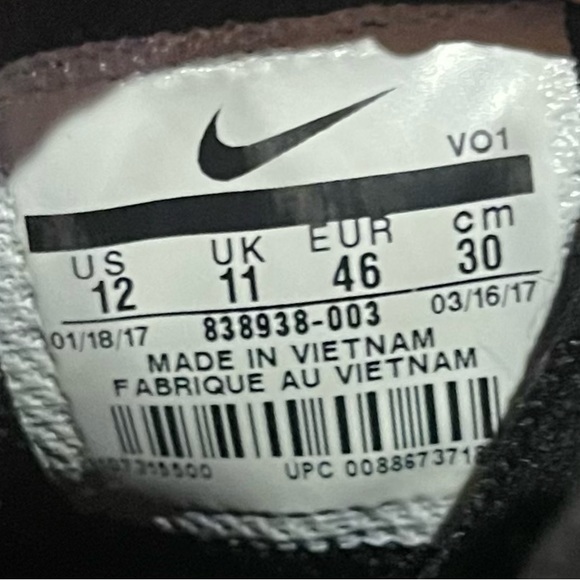 VO1
US UK EUR cm
12 11 46 30
01/18/17 838938-003 03/16/17
MADE IN VIETNAM
FABRIQUE AU VIETNAM
UPC